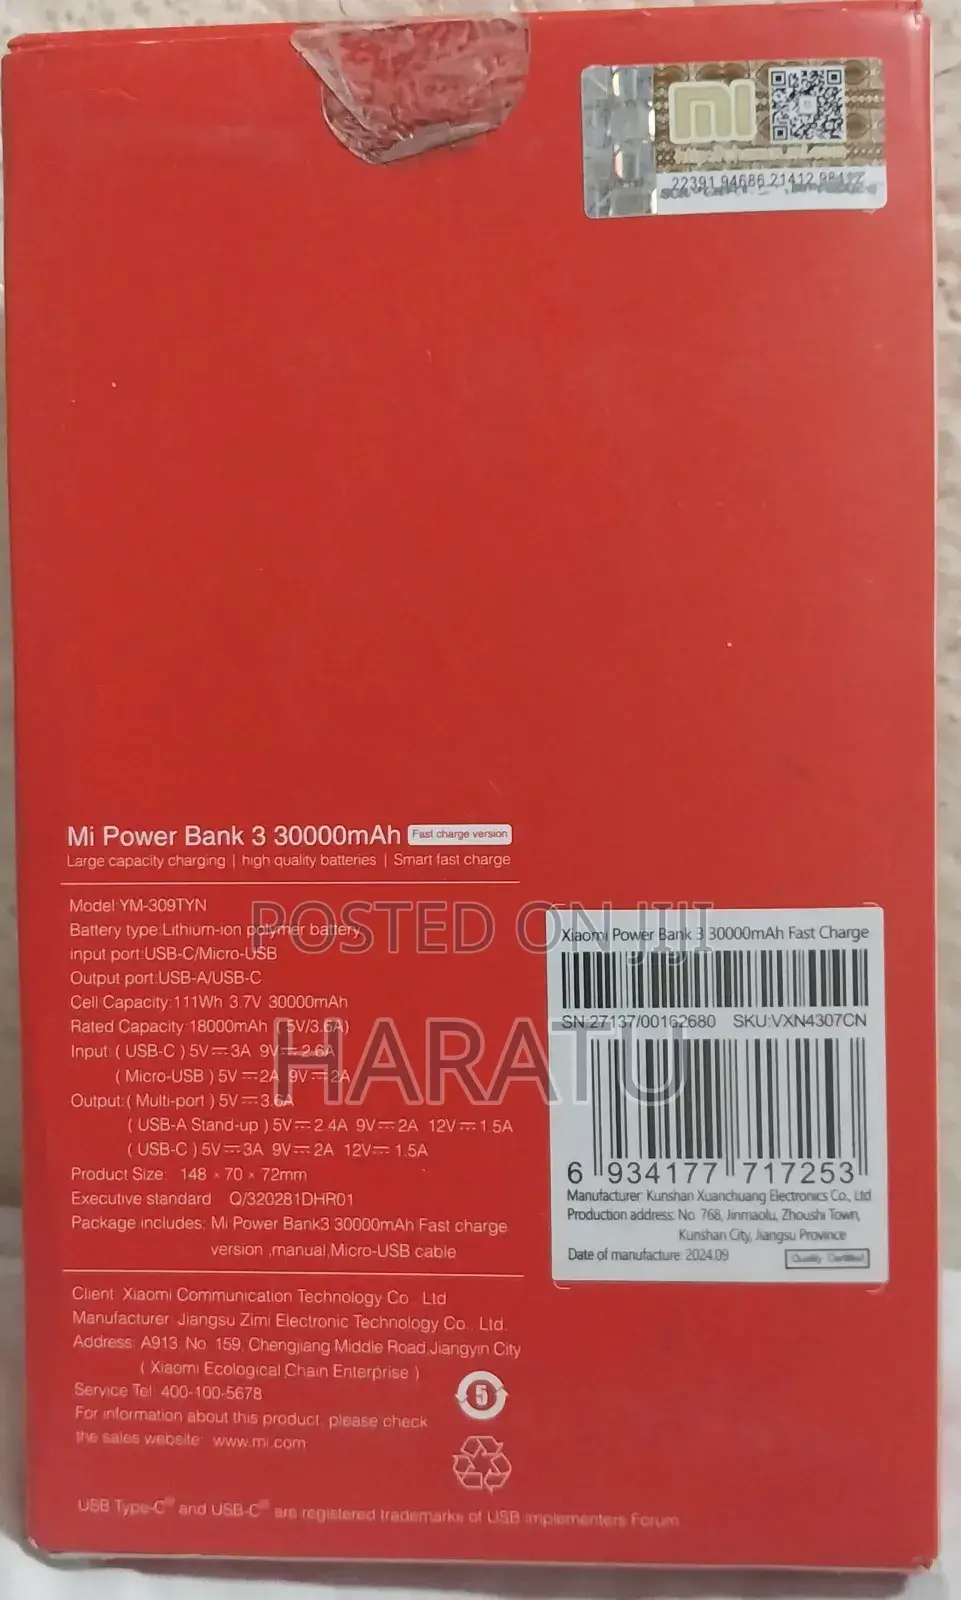 mi
22391 94686 21412 98112
Mi Power Bank 3 30000mAh Fast charge version
Large capacity charging | high quality batteries | Smart fast charge
Model:YM-309TYN
Battery type:Lithium-ion polymer battery
input port:USB-C/Micro-USB
Output port:USB-A/USB-C
Cell Capacity:111Wh 3.7V 30000mAh
Rated Capacity:18000mAh ( 5V/3.6A)
Input: ( USB-C ) 5V⎓3A 9V⎓2.6A
( Micro-USB ) 5V⎓2A 9V⎓2A
Output:( Multi-port ) 5V⎓3.6A
( USB-A Stand-up ) 5V⎓2.4A 9V⎓2A 12V⎓1.5A
( USB-C ) 5V⎓3A 9V⎓2A 12V⎓1.5A
Product Size: 148 × 70 × 72mm
Executive standard Q/320281DHR01
Package includes: Mi Power Bank3 30000mAh Fast charge
version ,manual,Micro-USB cable
Client: Xiaomi Communication Technology Co., Ltd
Manufacturer: Jiangsu Zimi Electronic Technology Co., Ltd.
Address: A913, No. 159, Chengjiang Middle Road,Jiangyin City
( Xiaomi Ecological Chain Enterprise )
Service Tel: 400-100-5678
For information about this product, please check
the sales website: www.mi.com
5
USB Type-C® and USB-C® are registered trademarks of USB Implementers Forum
Xiaomi Power Bank 3 30000mAh Fast Charge
SN:27137/00162680 SKU:VXN4307CN
6 934177 717253
Manufacturer: Kunshan Xuanchuang Electronics Co., Ltd
Production address: No. 768, Jinmaolu, Zhoushi Town,
Kunshan City, Jiangsu Province
Date of manufacture: 2024.09
Quality Certified
POSTED ON JIJI
HARATU